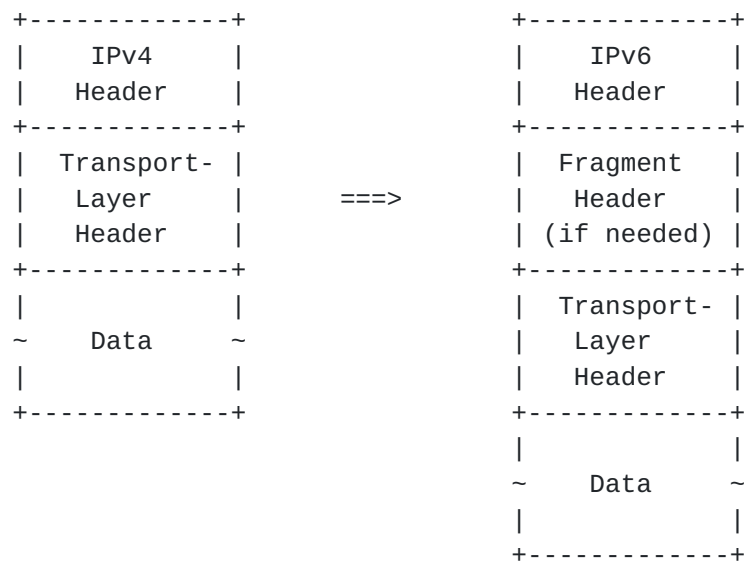 IPv4
Header
Transport-
Layer
Header
Data
===>
IPv6
Header
Fragment
Header
(if needed)
Transport-
Layer
Header
Data